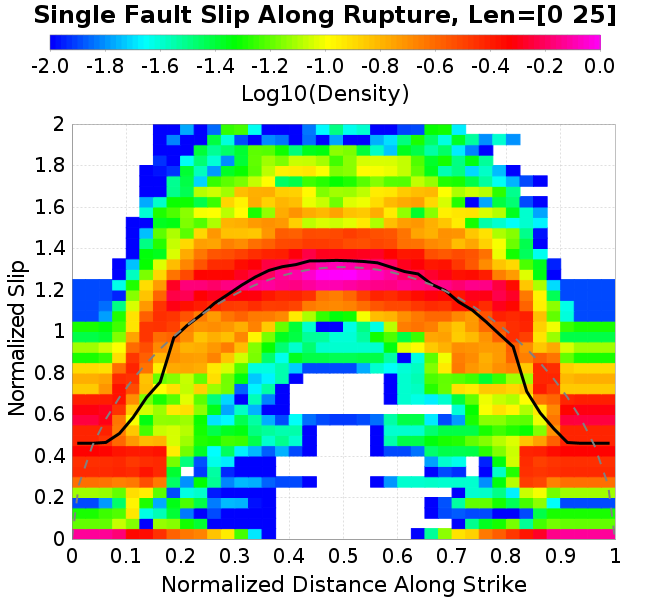 Single Fault Slip Along Rupture, Len=[0 25]
-2.0 -1.8 -1.6 -1.4 -1.2 -1.0 -0.8 -0.6 -0.4 -0.2 0.0
Log10(Density)
2
1.8
1.6
1.4
1.2
1
0.8
0.6
0.4
0.2
0
Normalized Slip
0 0.1 0.2 0.3 0.4 0.5 0.6 0.7 0.8 0.9 1
Normalized Distance Along Strike